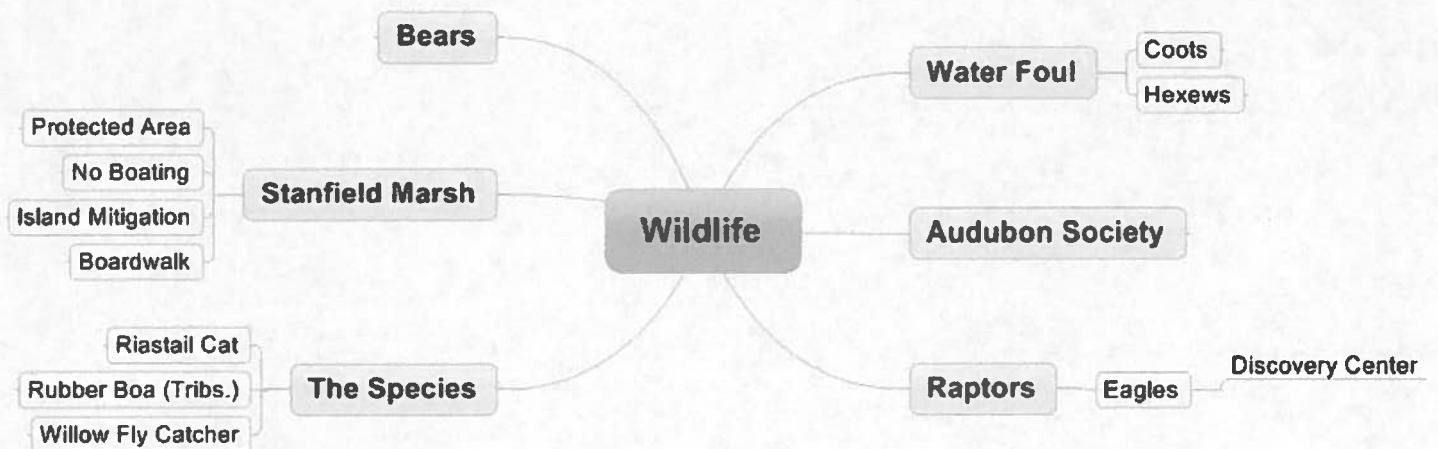 Bears
Water Foul
Coots
Hexews
Protected Area
No Boating
Island Mitigation
Boardwalk
Stanfield Marsh
Wildlife
Audubon Society
Riastail Cat
Rubber Boa (Tribs.)
Willow Fly Catcher
The Species
Raptors
Eagles
Discovery Center